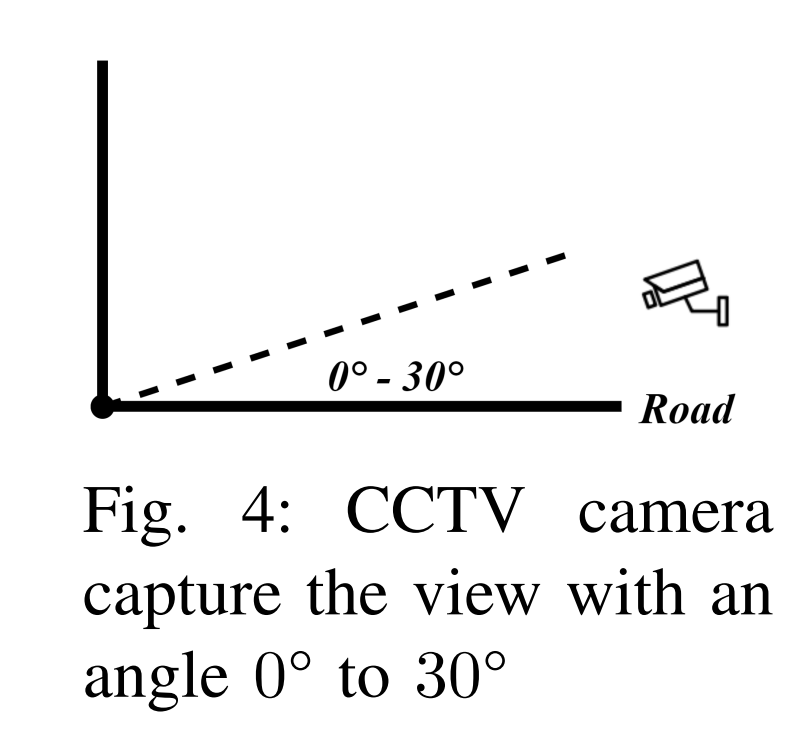 0° - 30°
Road
Fig. 4: CCTV camera
capture the view with an
angle 0° to 30°